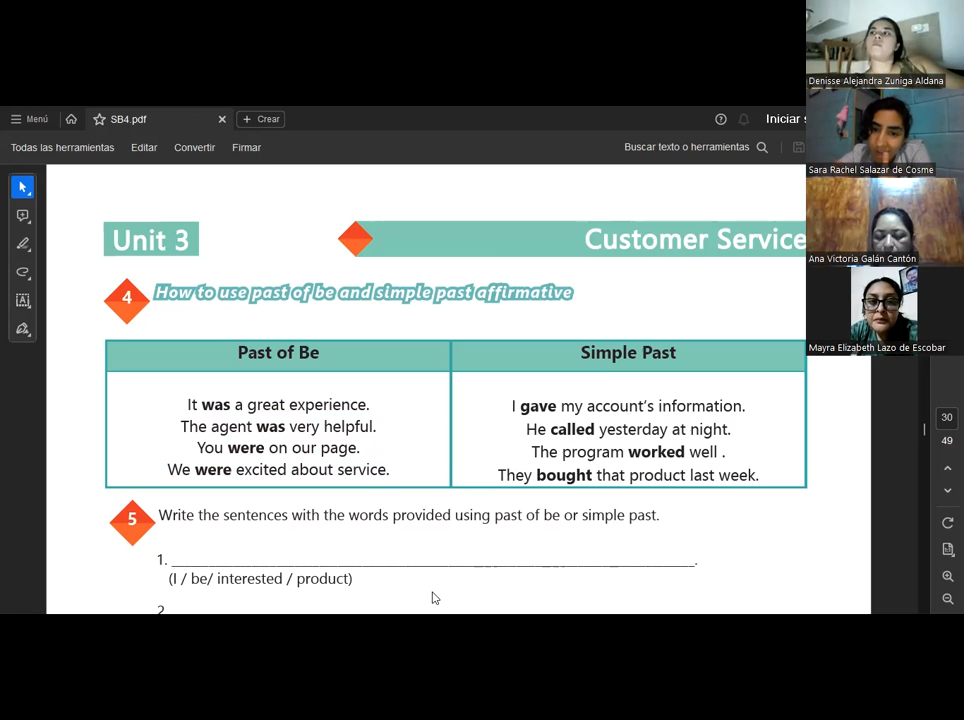 Menú
SB4.pdf
Crear
Iniciar s
Todas las herramientas
Editar
Convertir
Firmar
Buscar texto o herramientas
Unit 3
Customer Service
4
How to use past of be and simple past affirmative
Past of Be
It was a great experience.
The agent was very helpful.
You were on our page.
We were excited about service.
Simple Past
I gave my account's information.
He called yesterday at night.
The program worked well .
They bought that product last week.
5
Write the sentences with the words provided using past of be or simple past.
1. ______________________________.
(I / be/ interested / product)
2
30
49
Denisse Alejandra Zuniga Aldana
Sara Rachel Salazar de Cosme
Ana Victoria Galán Cantón
Mayra Elizabeth Lazo de Escobar